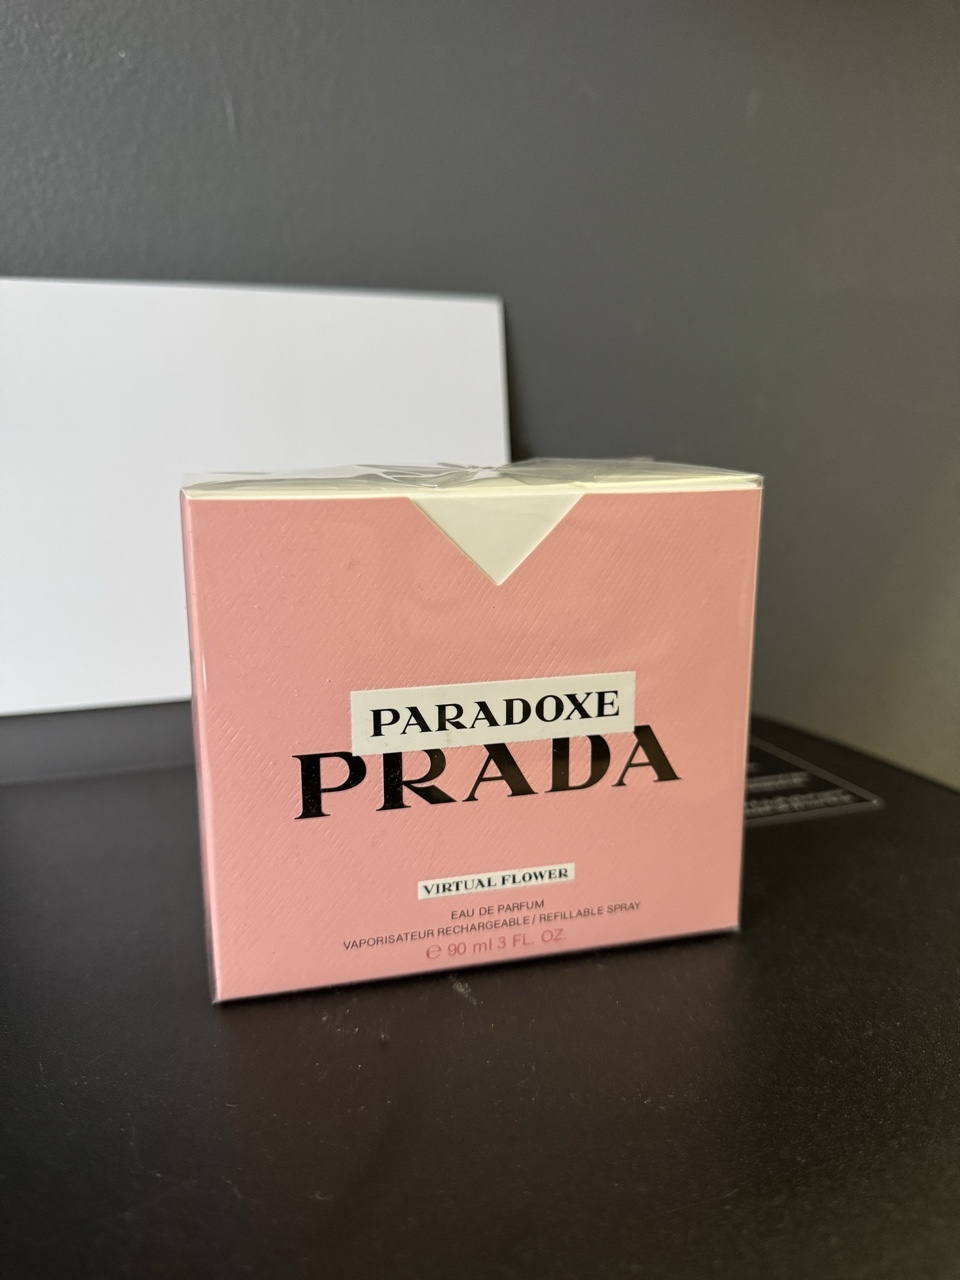 PARADOXE
PRADA
VIRTUAL FLOWER
EAU DE PARFUM
VAPORISATEUR RECHARGEABLE / REFILLABLE SPRAY
℮ 90 ml 3 FL. OZ.